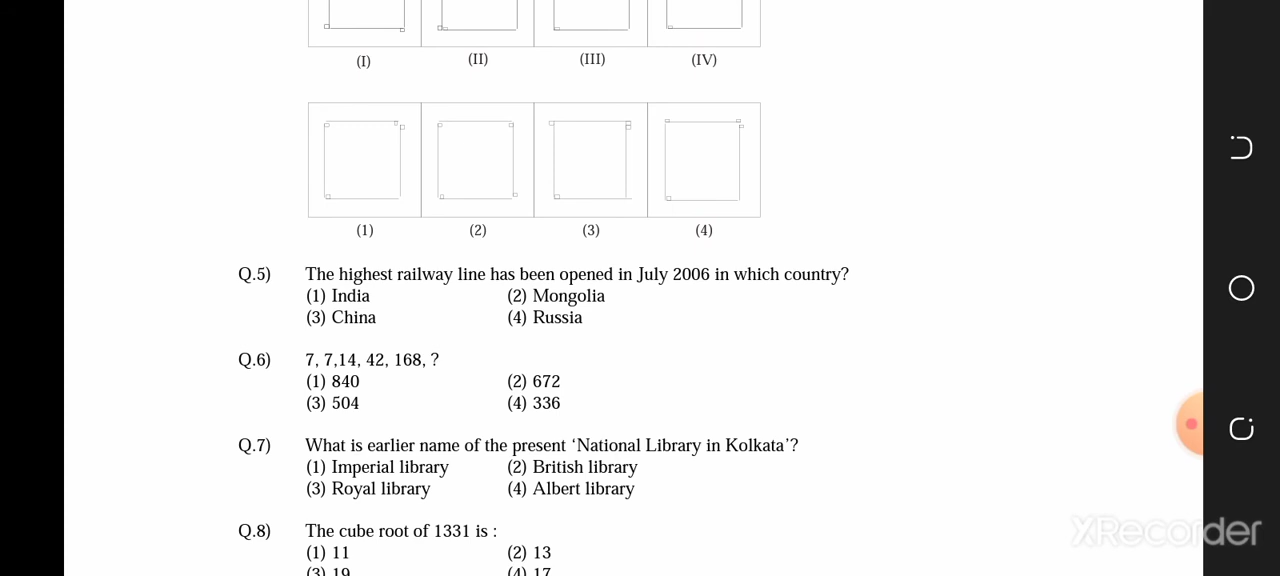 (I) (II) (III) (IV)
(1) (2) (3) (4)
Q.5) The highest railway line has been opened in July 2006 in which country?
(1) India (2) Mongolia
(3) China (4) Russia
Q.6) 7, 7,14, 42, 168, ?
(1) 840 (2) 672
(3) 504 (4) 336
Q.7) What is earlier name of the present ‘National Library in Kolkata’?
(1) Imperial library (2) British library
(3) Royal library (4) Albert library
Q.8) The cube root of 1331 is :
(1) 11 (2) 13
(3) 19 (4) 17
XRecorder